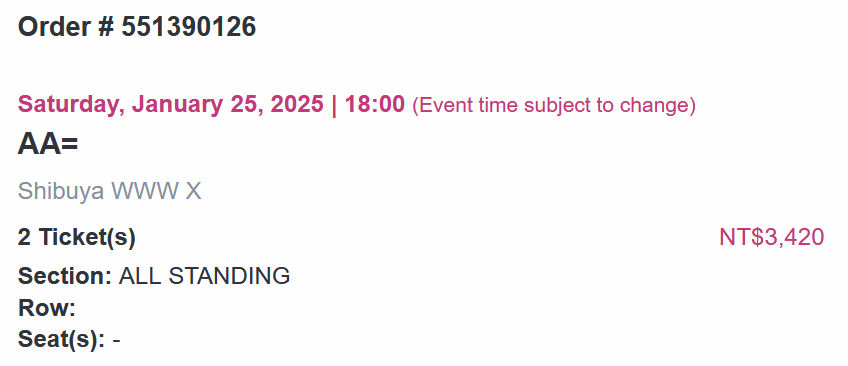 Order # 551390126
Saturday, January 25, 2025 | 18:00 (Event time subject to change)
AA=
Shibuya WWW X
2 Ticket(s) NT$3,420
Section: ALL STANDING
Row:
Seat(s): -